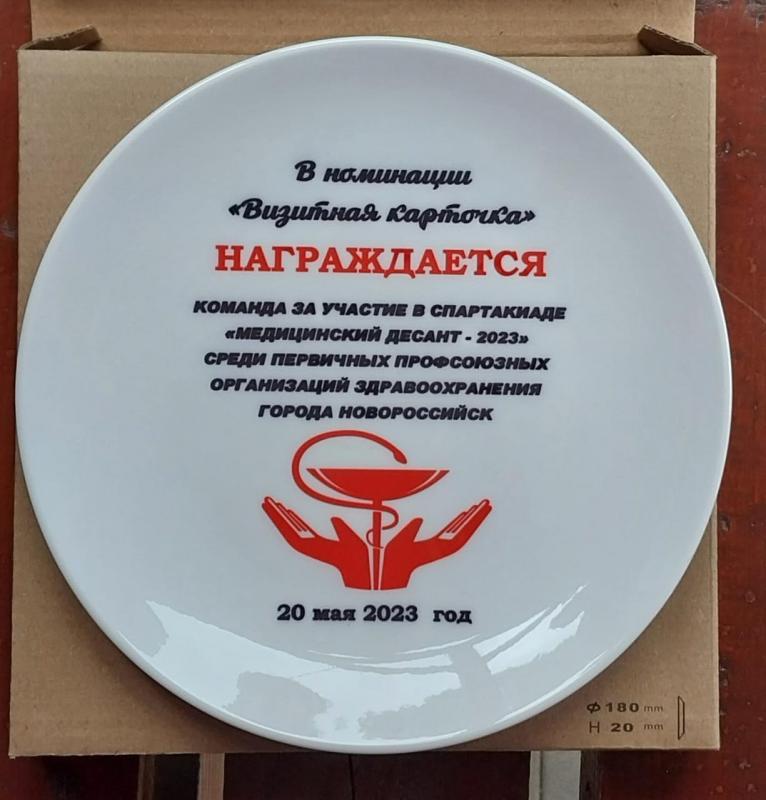 В номинации
«Визитная карточка»
НАГРАЖДАЕТСЯ
КОМАНДА ЗА УЧАСТИЕ В СПАРТАКИАДЕ
«МЕДИЦИНСКИЙ ДЕСАНТ - 2023»
СРЕДИ ПЕРВИЧНЫХ ПРОФСОЮЗНЫХ
ОРГАНИЗАЦИЙ ЗДРАВООХРАНЕНИЯ
ГОРОДА НОВОРОССИЙСК
20 мая 2023 год
Ф 180 mm
H 20 mm